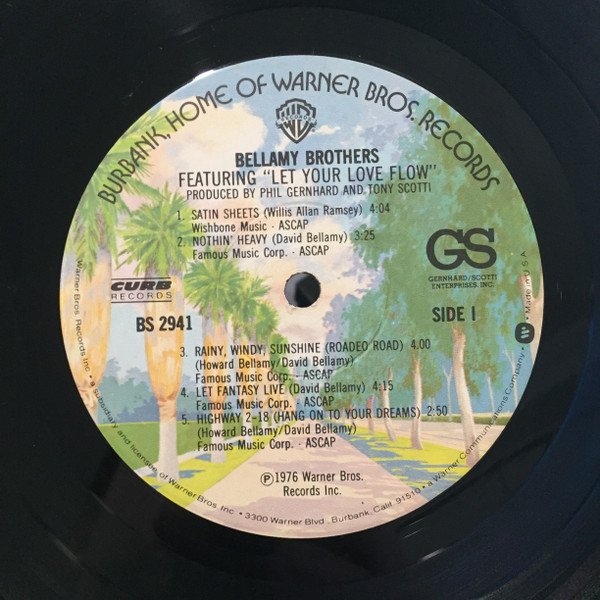 BURBANK, HOME OF WARNER BROS. RECORDS
BELLAMY BROTHERS
FEATURING "LET YOUR LOVE FLOW"
PRODUCED BY PHIL GERNHARD AND TONY SCOTTI
1. SATIN SHEETS (Willis Allan Ramsey) 4:04
Wishbone Music - ASCAP
2. NOTHIN' HEAVY (David Bellamy) 3:25
Famous Music Corp. - ASCAP
CURB
RECORDS
GS
GERNHARD/SCOTTI
ENTERPRISES, INC.
BS 2941
SIDE 1
3. RAINY, WINDY, SUNSHINE (ROADEO ROAD) 4.00
(Howard Bellamy/David Bellamy)
Famous Music Corp. - ASCAP
4. LET FANTASY LIVE (David Bellamy) 4:15
Famous Music Corp. - ASCAP
5. HIGHWAY 2-18 (HANG ON TO YOUR DREAMS) 2:50
(Howard Bellamy/David Bellamy)
Famous Music Corp. - ASCAP
℗1976 Warner Bros.
Records Inc.
Warner Bros. Records Inc. • a subsidiary and licensee of Warner Bros. Inc. • 3300 Warner Blvd. Burbank, Calif. 91510 • a Warner Communications Company • Made in U.S.A.